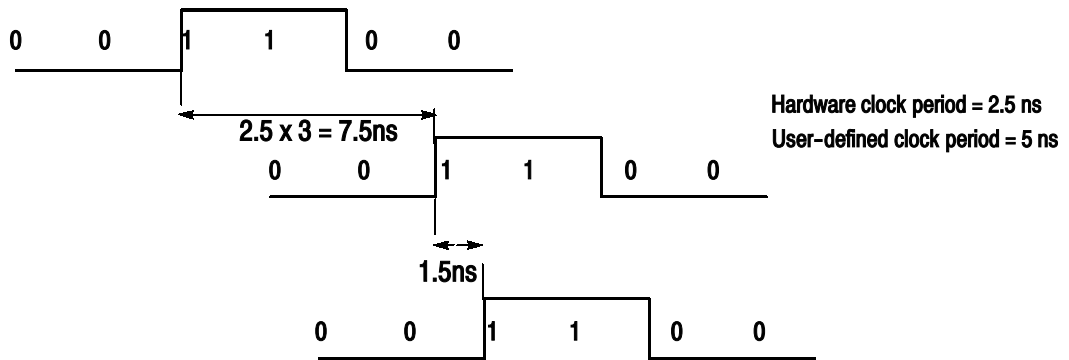 0 0 1 1 0 0
Hardware clock period = 2.5 ns
2.5 x 3 = 7.5ns
User-defined clock period = 5 ns
0 0 1 1 0 0
1.5ns
0 0 1 1 0 0